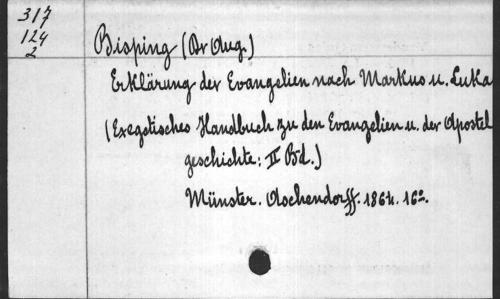 317
124
2
Bisping (Dr Aug.)
Erklärung der Evangelien nach Markus u. Luka
(Exegetisches Handbuch zu den Evangelien u. der Apostel
geschichte: II Bd.)
Münster. Aschendorff. 1864. 16º.